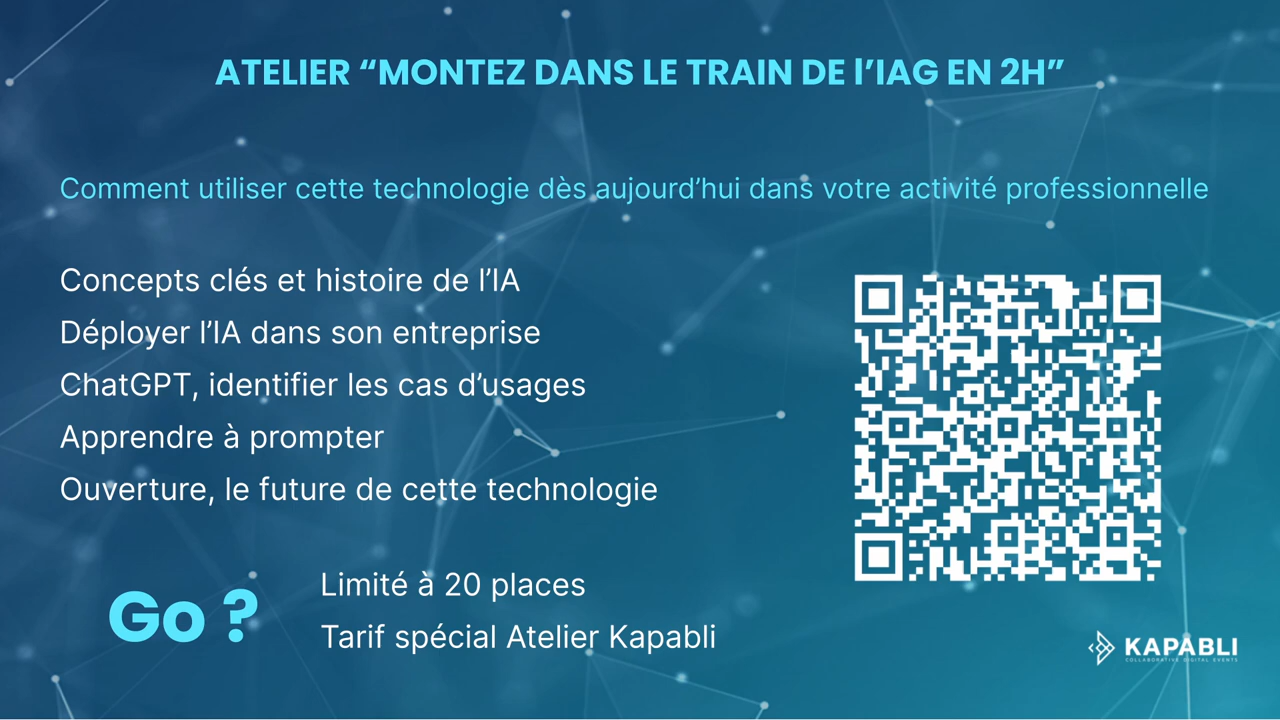 ATELIER “MONTEZ DANS LE TRAIN DE l’IAG EN 2H”
Comment utiliser cette technologie dès aujourd’hui dans votre activité professionnelle
Concepts clés et histoire de l’IA
Déployer l’IA dans son entreprise
ChatGPT, identifier les cas d’usages
Apprendre à prompter
Ouverture, le future de cette technologie
Go ?
Limité à 20 places
Tarif spécial Atelier Kapabli
KAPABLI
COLLABORATIVE DIGITAL EVENTS